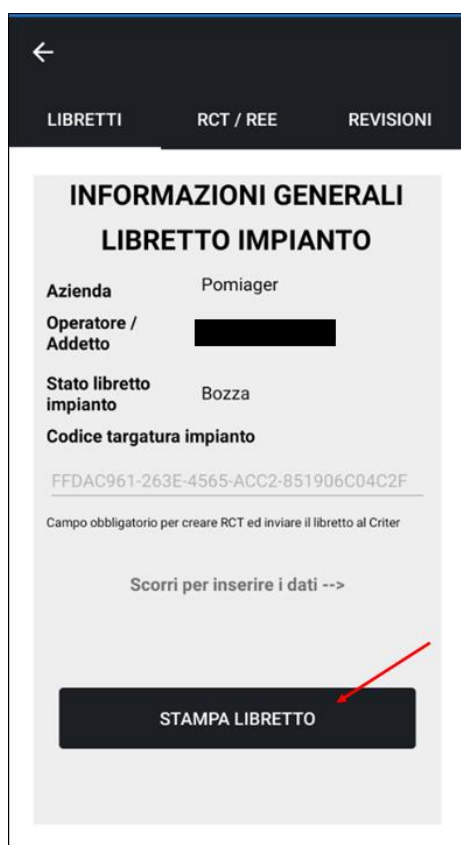 LIBRETTI RCT / REE REVISIONI
INFORMAZIONI GENERALI
LIBRETTO IMPIANTO
Azienda Pomiager
Operatore /
Addetto
Stato libretto
impianto Bozza
Codice targatura impianto
FFDAC961-263E-4565-ACC2-851906C04C2F
Campo obbligatorio per creare RCT ed inviare il libretto al Criter
Scorri per inserire i dati -->
STAMPA LIBRETTO